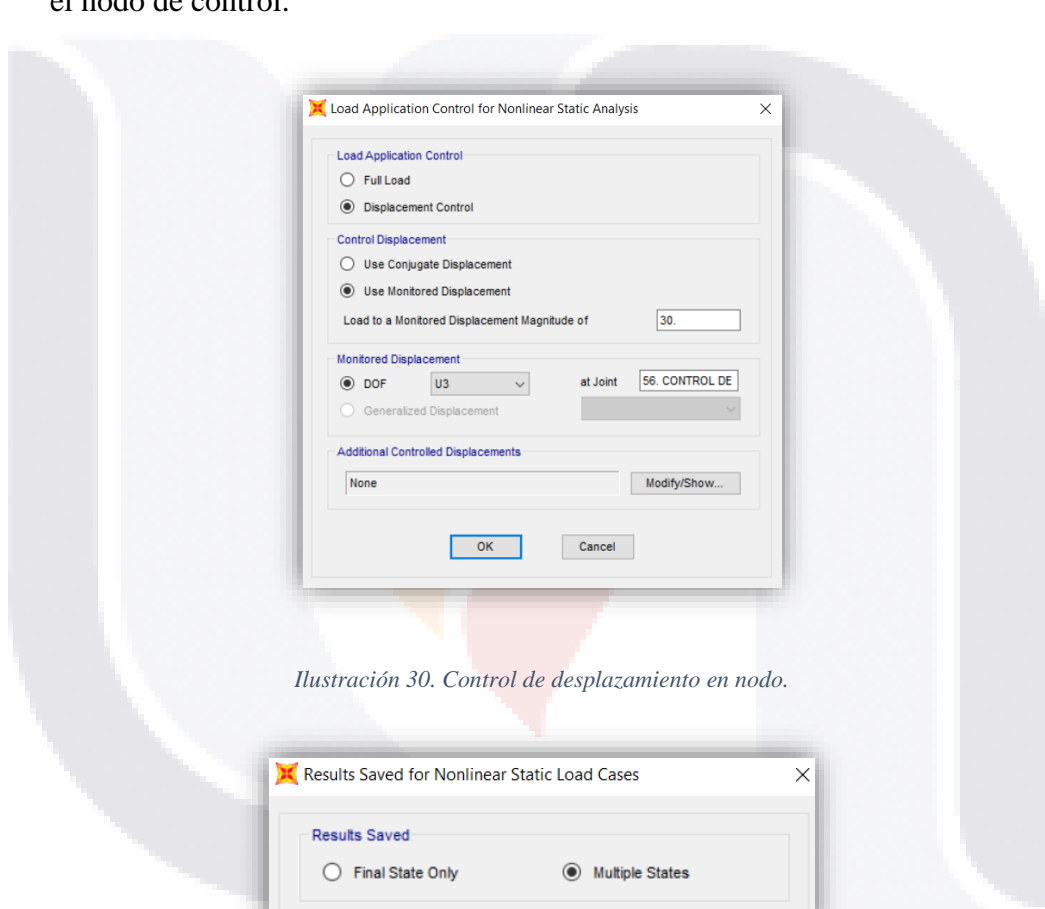 el nodo de control.
Load Application Control for Nonlinear Static Analysis
Load Application Control
Full Load
Displacement Control
Control Displacement
Use Conjugate Displacement
Use Monitored Displacement
Load to a Monitored Displacement Magnitude of 30.
Monitored Displacement
DOF U3 at Joint 56. CONTROL DE
Generalized Displacement
Additional Controlled Displacements
None Modify/Show...
OK Cancel
Ilustración 30. Control de desplazamiento en nodo.
Results Saved for Nonlinear Static Load Cases
Results Saved
Final State Only Multiple States